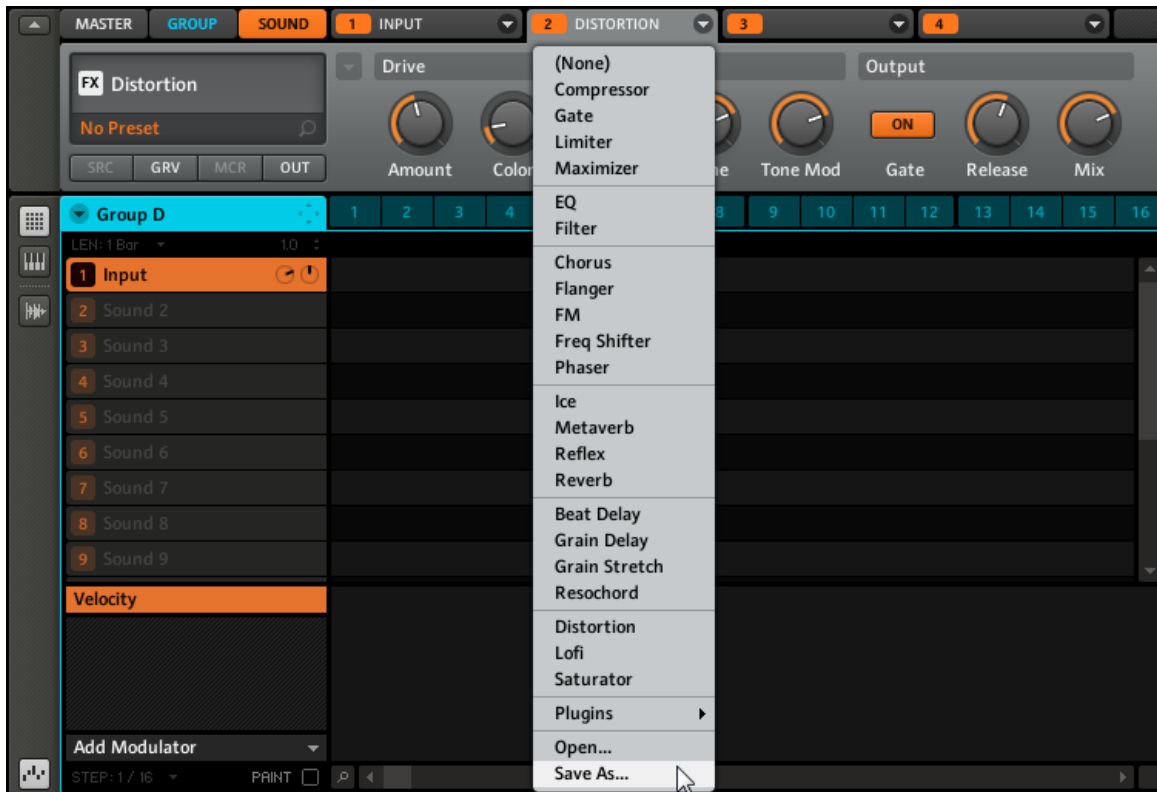 MASTER GROUP SOUND 1 INPUT 2 DISTORTION 3 4
FX Distortion
No Preset
SRC GRV MCR OUT
Drive
Amount Color
Tone Mod
Output
ON
Gate Release Mix
(None)
Compressor
Gate
Limiter
Maximizer
EQ
Filter
Chorus
Flanger
FM
Freq Shifter
Phaser
Ice
Metaverb
Reflex
Reverb
Beat Delay
Grain Delay
Grain Stretch
Resochord
Distortion
Lofi
Saturator
Plugins
Open...
Save As...
Group D
1 2 3 4 8 9 10 11 12 13 14 15 16
LEN: 1 Bar 1.0
1 Input
2 Sound 2
3 Sound 3
4 Sound 4
5 Sound 5
6 Sound 6
7 Sound 7
8 Sound 8
9 Sound 9
Velocity
Add Modulator
STEP: 1 / 16 PAINT